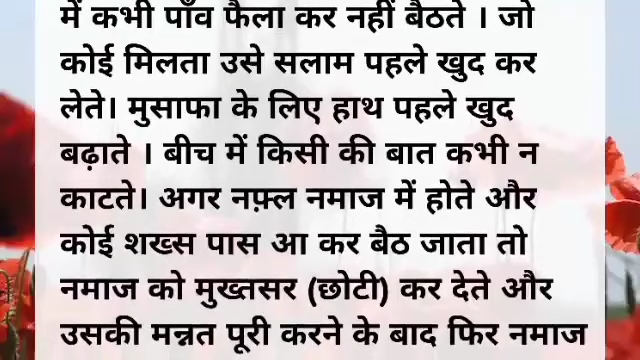 में कभी पाँव फैला कर नहीं बैठते । जो
कोई मिलता उसे सलाम पहले खुद कर
लेते। मुसाफा के लिए हाथ पहले खुद
बढ़ाते । बीच में किसी की बात कभी न
काटते। अगर नफ़्ल नमाज में होते और
कोई शख्स पास आ कर बैठ जाता तो
नमाज को मुख्तसर (छोटी) कर देते और
उसकी मन्नत पूरी करने के बाद फिर नमाज